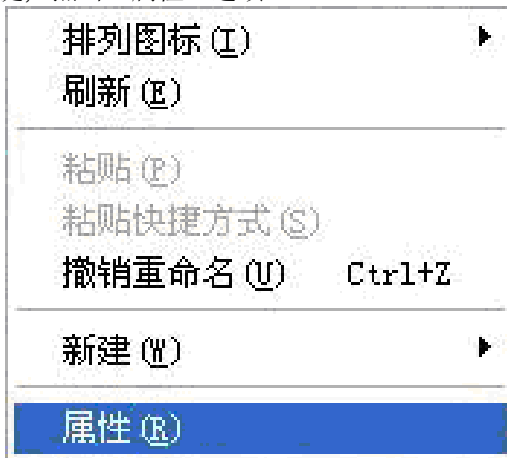 排列图标(I)
刷新(E)
粘贴(P)
粘贴快捷方式(S)
撤销重命名(U) Ctrl+Z
新建(W)
属性(R)